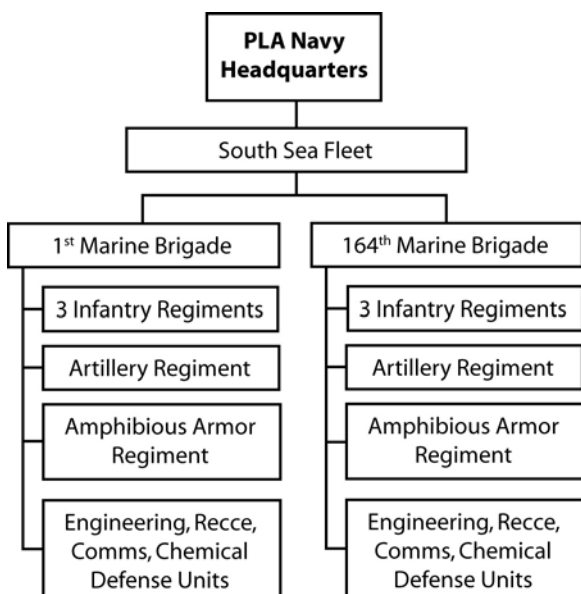 PLA Navy
Headquarters
South Sea Fleet
1st Marine Brigade
3 Infantry Regiments
Artillery Regiment
Amphibious Armor
Regiment
Engineering, Recce,
Comms, Chemical
Defense Units
164th Marine Brigade
3 Infantry Regiments
Artillery Regiment
Amphibious Armor
Regiment
Engineering, Recce,
Comms, Chemical
Defense Units